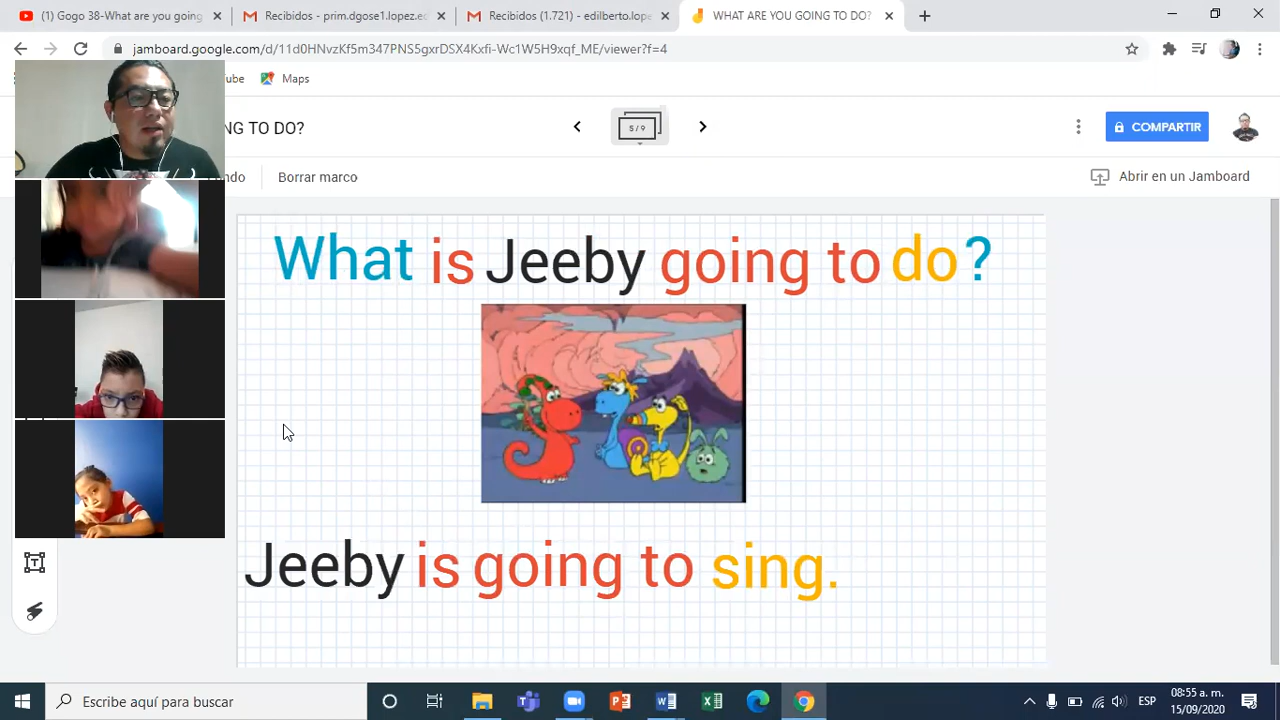 (1) Gogo 38-What are you going
Recibidos - prim.dgose1.lopez.ed
Recibidos (1.721) - edilberto.lope
WHAT ARE YOU GOING TO DO?
jamboard.google.com/d/11d0HNvzKf5m347PNS5gxrDSX4Kxfi-Wc1W5H9xqf_ME/viewer?f=4
ube
Maps
NG TO DO?
5 / 9
COMPARTIR
ondo
Borrar marco
Abrir en un Jamboard
What is Jeeby going to do?
Jeeby is going to sing.
Escribe aquí para buscar
ESP
08:55 a. m.
15/09/2020